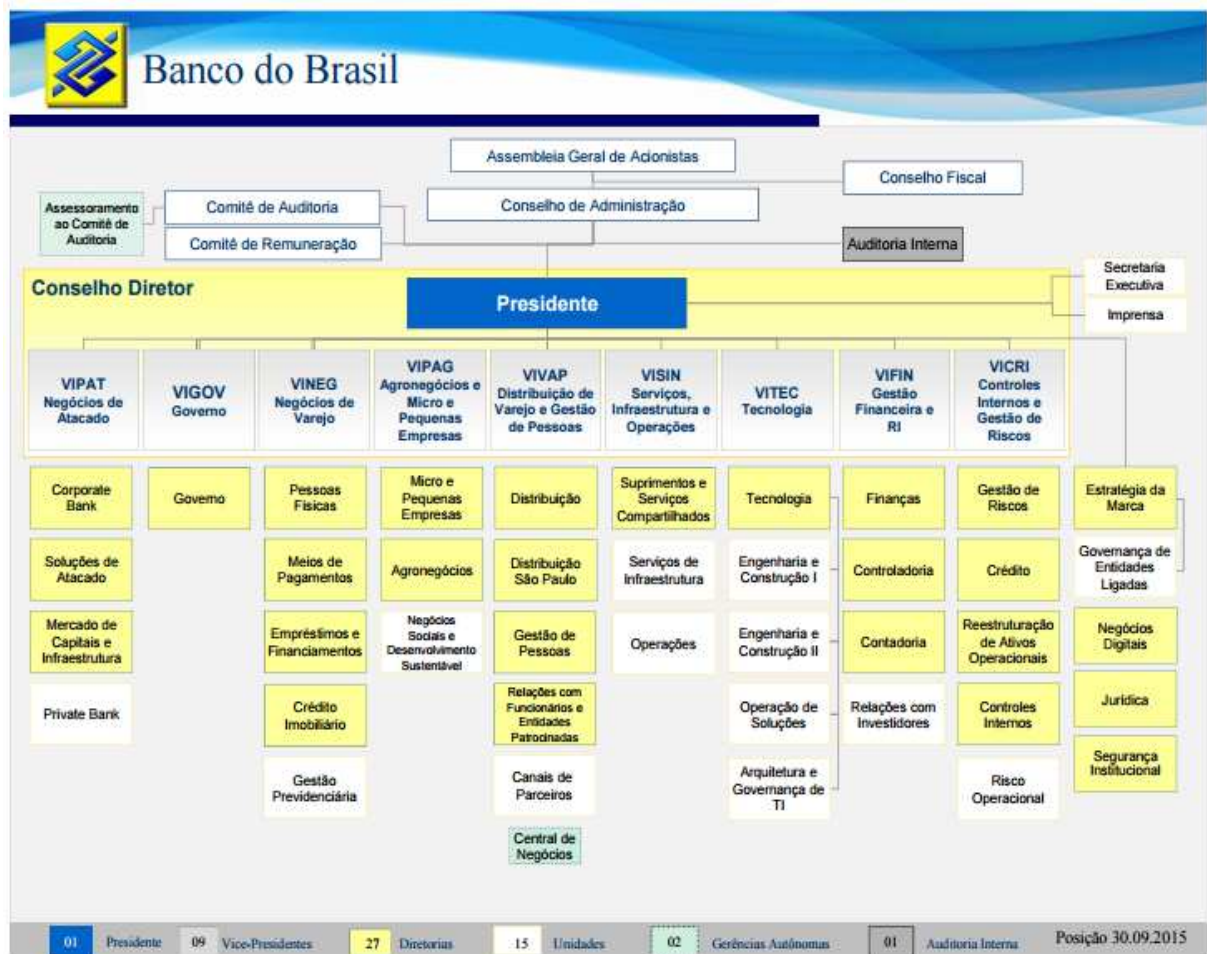 Banco do Brasil
Assembleia Geral de Acionistas
Conselho Fiscal
Assessoramento
ao Comitê de
Auditoria
Comitê de Auditoria
Conselho de Administração
Comitê de Remuneração
Auditoria Interna
Conselho Diretor
Presidente
Secretaria
Executiva
Imprensa
VIPAT
Negócios de
Atacado
VIGOV
Governo
VINEG
Negócios de
Varejo
VIPAG
Agronegócios e
Micro e
Pequenas
Empresas
VIVAP
Distribuição de
Varejo e Gestão
de Pessoas
VISIN
Serviços,
Infraestrutura e
Operações
VITEC
Tecnologia
VIFIN
Gestão
Financeira e
RI
VICRI
Controles
Internos e
Gestão de
Riscos
Corporate
Bank
Governo
Pessoas
Físicas
Micro e
Pequenas
Empresas
Distribuição
Suprimentos e
Serviços
Compartilhados
Tecnologia
Finanças
Gestão de
Riscos
Estratégia da
Marca
Soluções de
Atacado
Meios de
Pagamentos
Agronegócios
Distribuição
São Paulo
Serviços de
Infraestrutura
Engenharia e
Construção I
Controladoria
Crédito
Governança de
Entidades
Ligadas
Mercado de
Capitais e
Infraestrutura
Empréstimos e
Financiamentos
Negócios
Sociais e
Desenvolvimento
Sustentável
Gestão de
Pessoas
Operações
Engenharia e
Construção II
Contadoria
Reestruturação
de Ativos
Operacionais
Negócios
Digitais
Private Bank
Crédito
Imobiliário
Relações com
Funcionários e
Entidades
Patrocinadas
Operação de
Soluções
Relações com
Investidores
Controles
Internos
Jurídica
Gestão
Previdenciária
Canais de
Parceiros
Arquitetura e
Governança de
TI
Risco
Operacional
Segurança
Institucional
Central de
Negócios
01 Presidente 09 Vice-Presidentes 27 Diretorias 15 Unidades 02 Gerências Autônomas 01 Auditoria Interna Posição 30.09.2015